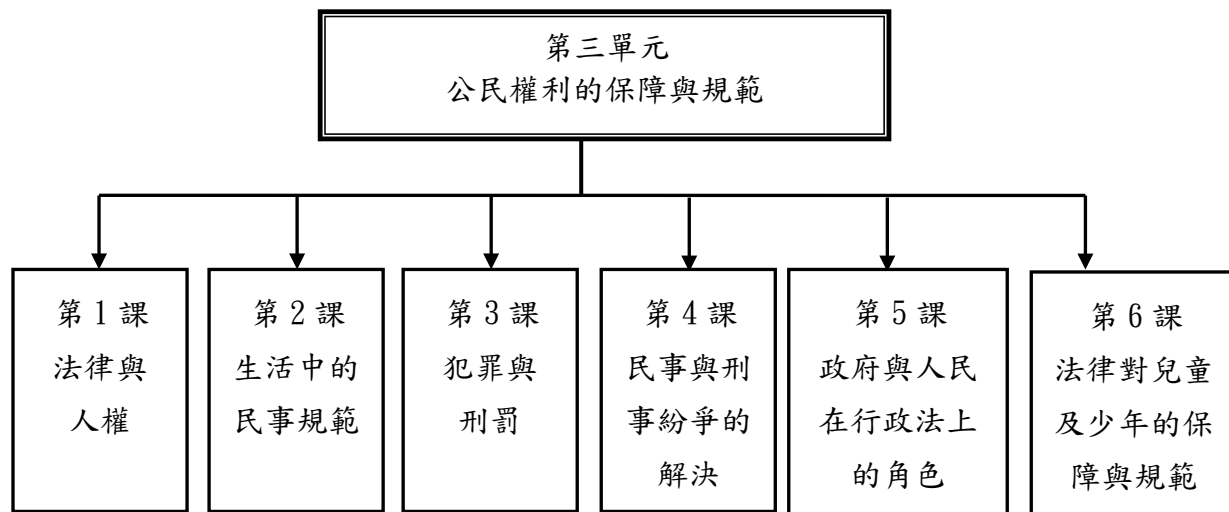 第三單元
公民權利的保障與規範
第1課
法律與
人權
第2課
生活中的
民事規範
第3課
犯罪與
刑罰
第4課
民事與刑
事紛爭的
解決
第5課
政府與人民
在行政法上
的角色
第6課
法律對兒童
及少年的保
障與規範